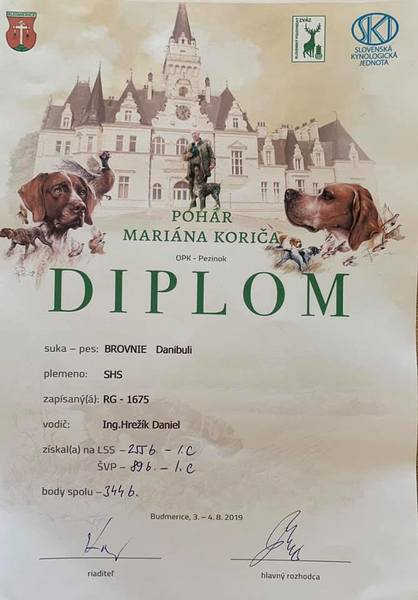 SKJ
SLOVENSKÁ
KYNOLOGICKÁ
JEDNOTA
POHÁR
MARIÁNA KORIČA
OPK - Pezinok
DIPLOM
suka – pes: BROVNIE Danibuli
plemeno: SHS
zapísaný(á): RG - 1675
vodič: Ing.Hrežík Daniel
získal(a) na LSS – 255b. – I.C
ŠVP – 89b. – I.C
body spolu – 344b.
Budmerice, 3. – 4. 8. 2019
riaditeľ
hlavný rozhodca